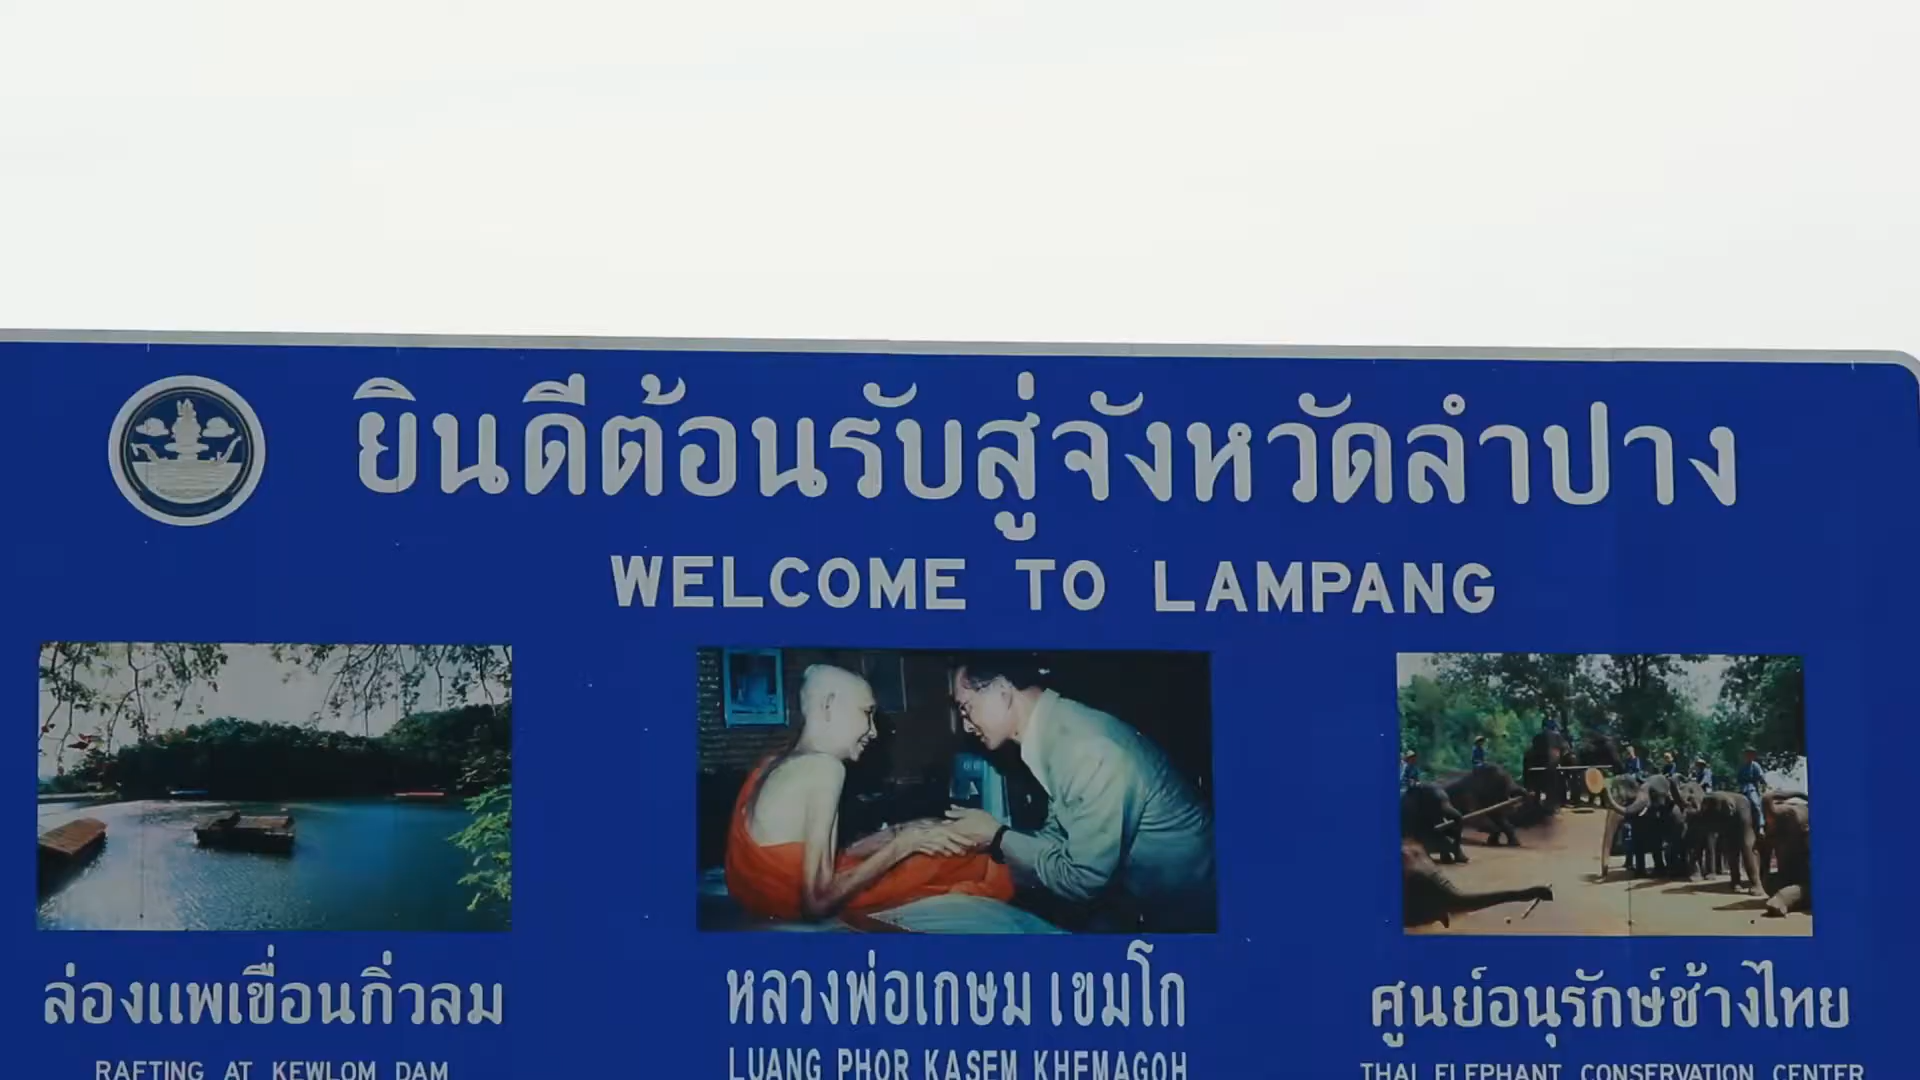 ยินดีต้อนรับสู่จังหวัดลำปาง
WELCOME TO LAMPANG
ล่องแพเขื่อนกิ่วลม
RAFTING AT KEWLOM DAM
หลวงพ่อเกษม เขมโก
LUANG PHOR KASEM KHEMAGOH
ศูนย์อนุรักษ์ช้างไทย
THAI ELEPHANT CONSERVATION CENTER